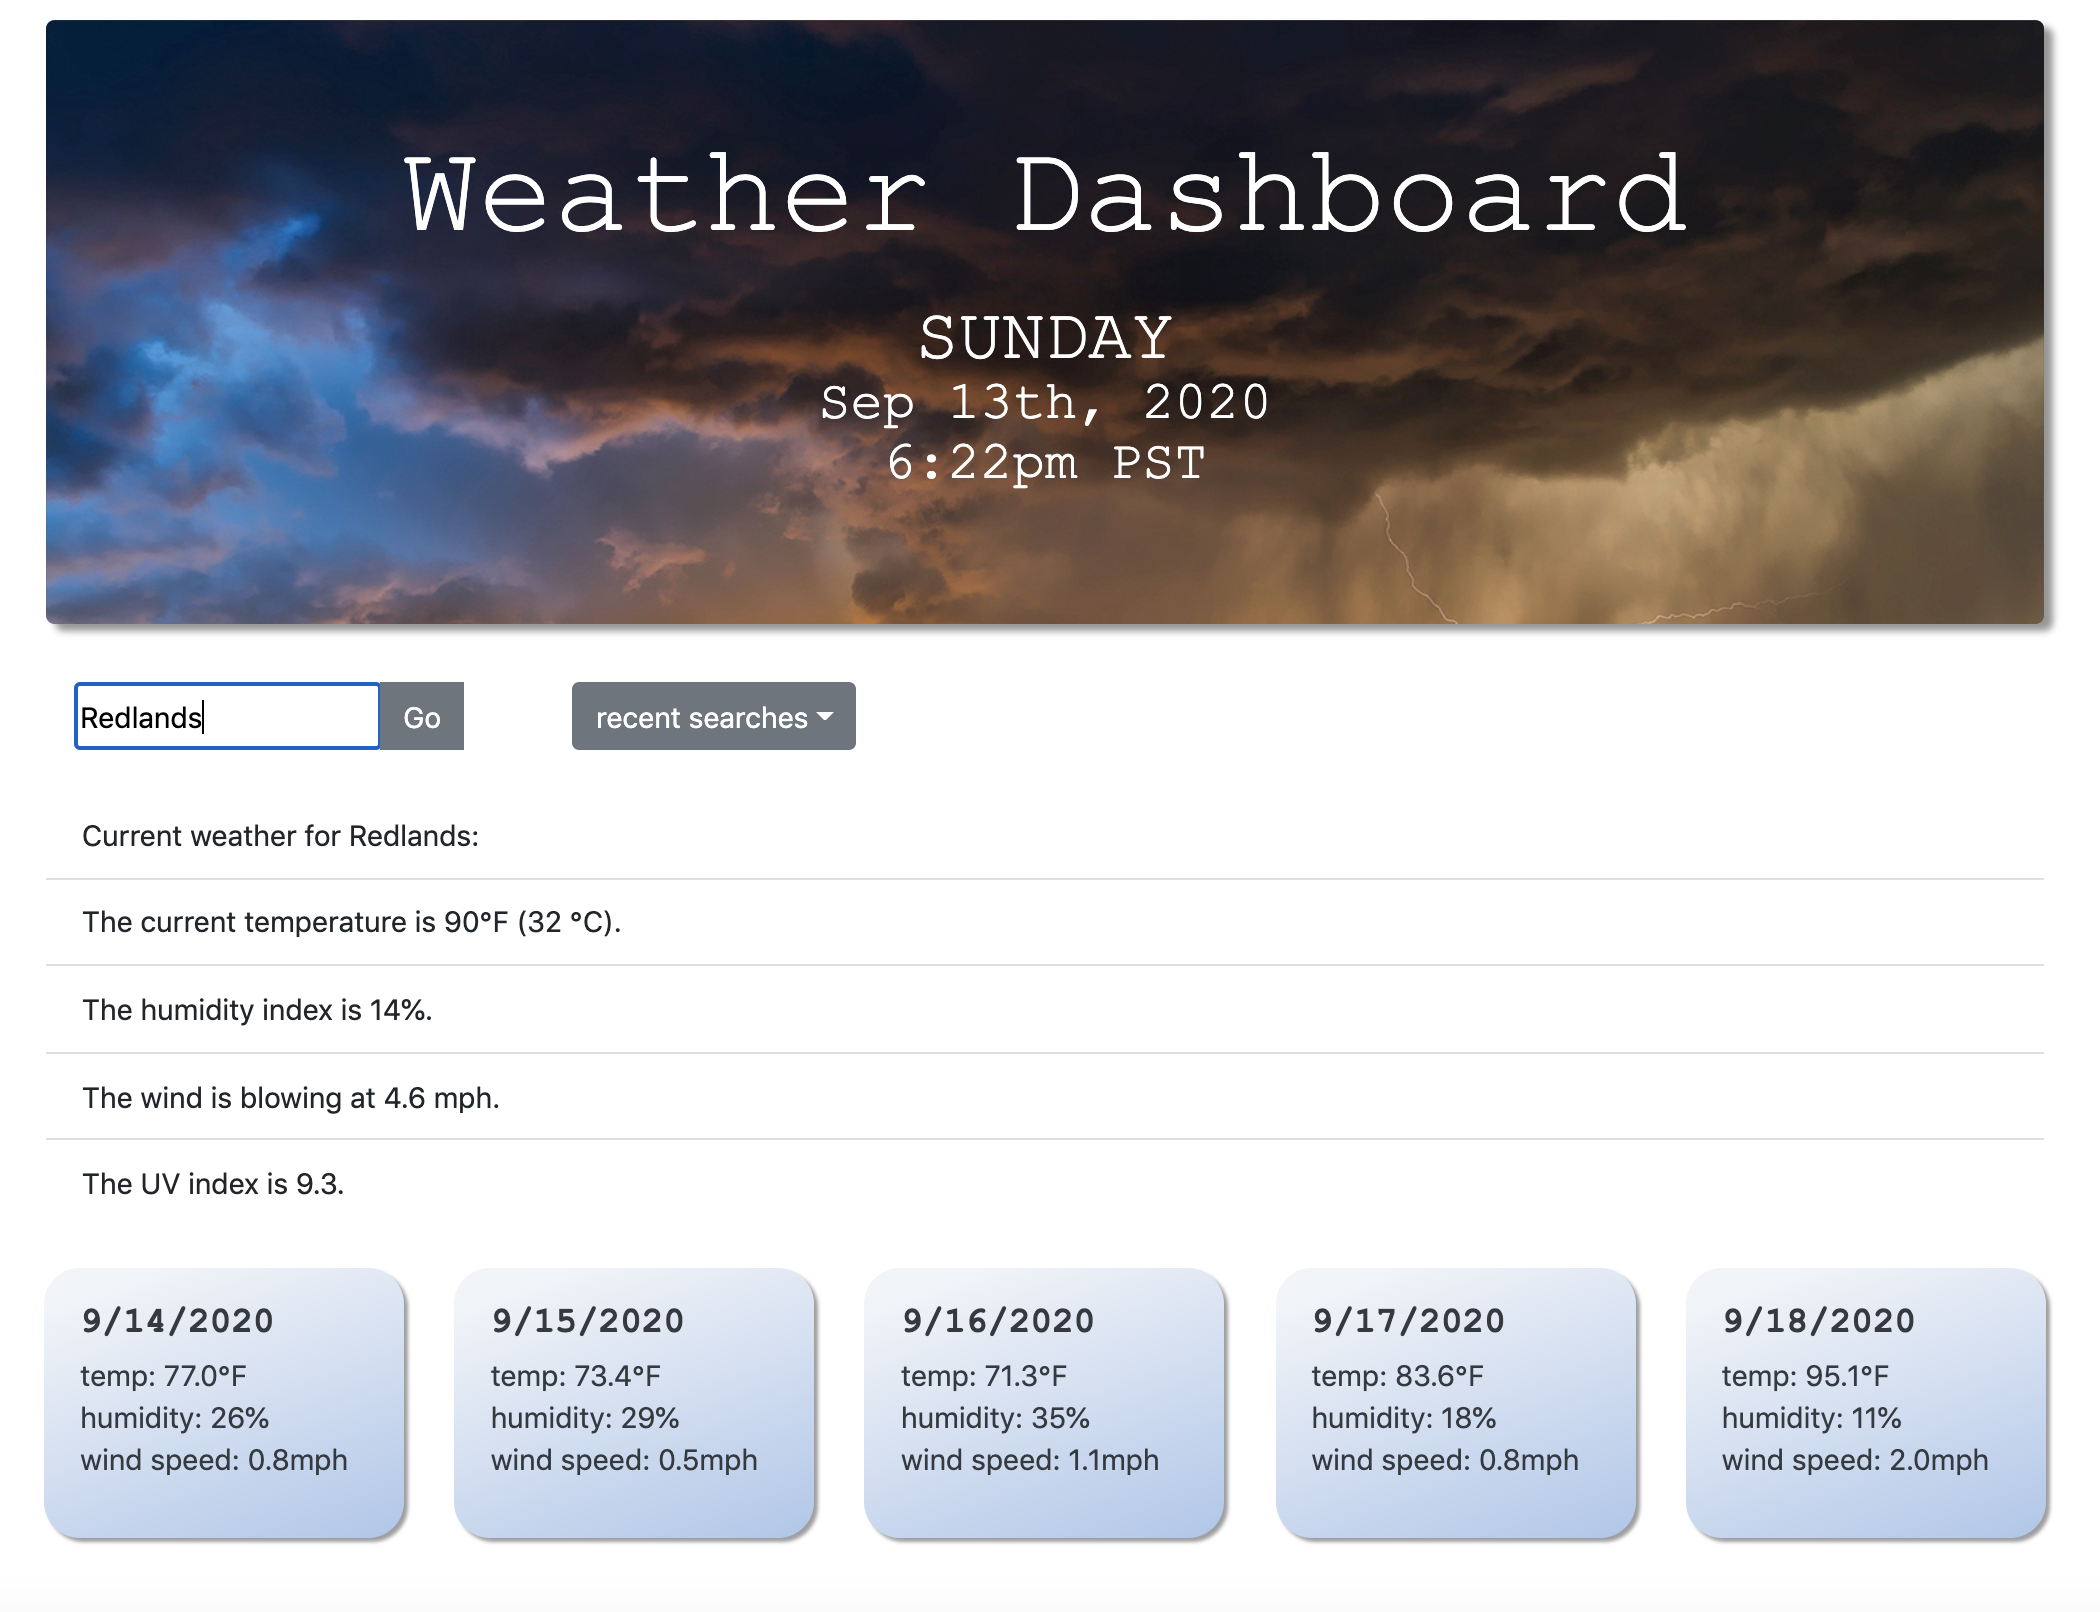 Weather Dashboard
SUNDAY
Sep 13th, 2020
6:22pm PST
Redlands
Go
recent searches
Current weather for Redlands:
The current temperature is 90°F (32 °C).
The humidity index is 14%.
The wind is blowing at 4.6 mph.
The UV index is 9.3.
9/14/2020
temp: 77.0°F
humidity: 26%
wind speed: 0.8mph
9/15/2020
temp: 73.4°F
humidity: 29%
wind speed: 0.5mph
9/16/2020
temp: 71.3°F
humidity: 35%
wind speed: 1.1mph
9/17/2020
temp: 83.6°F
humidity: 18%
wind speed: 0.8mph
9/18/2020
temp: 95.1°F
humidity: 11%
wind speed: 2.0mph